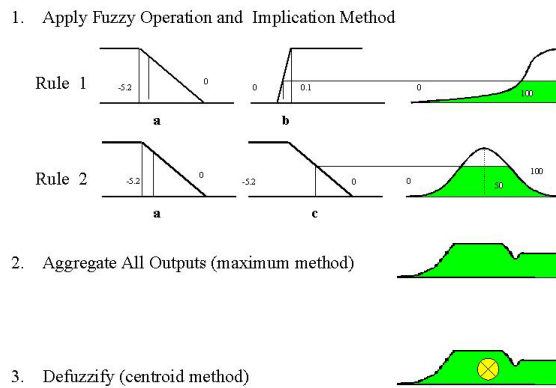 1. Apply Fuzzy Operation and Implication Method
Rule 1
-5.2
0
0
0.1
0
100
a
b
Rule 2
-5.2
0
-5.2
0
0
50
100
a
c
2. Aggregate All Outputs (maximum method)
3. Defuzzify (centroid method)